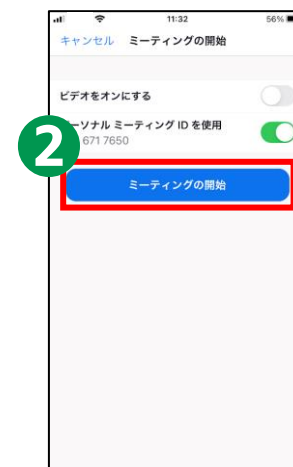 11:32 56%
キャンセル ミーティングの開始
ビデオをオンにする
ーソナル ミーティング ID を使用
671 7650
2
ミーティングの開始